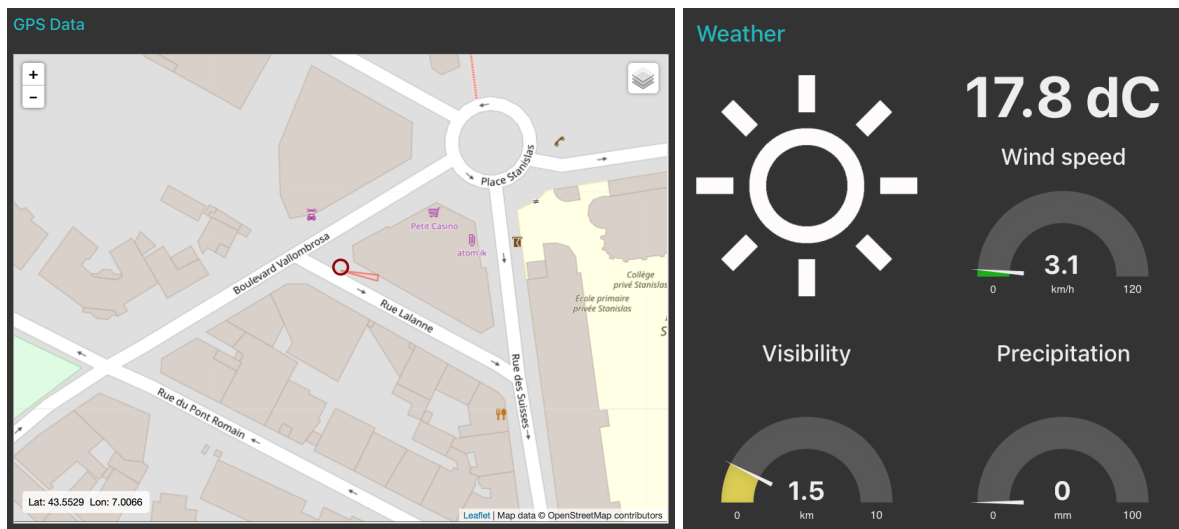 GPS Data
+
−
Place Stanislas
Petit Casino
atom'ik
Boulevard Vallombrosa
Collège
privé Stanislas
École primaire
privée Stanislas
Rue Lalanne
Rue des Suisses
Rue du Pont Romain
Lat: 43.5529 Lon: 7.0066
Leaflet | Map data © OpenStreetMap contributors
Weather
17.8 dC
Wind speed
3.1
0 km/h 120
Visibility
1.5
0 km 10
Precipitation
0
0 mm 100